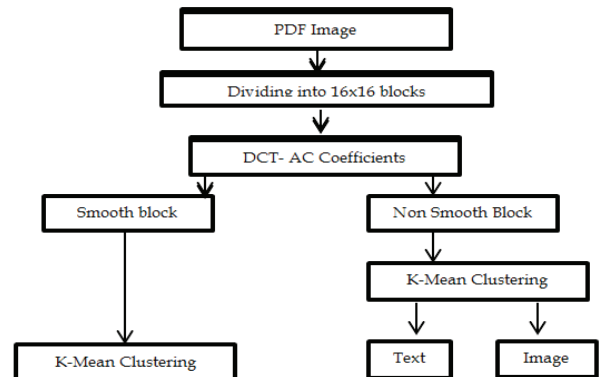 PDF Image
Dividing into 16x16 blocks
DCT- AC Coefficients
Smooth block
Non Smooth Block
K-Mean Clustering
K-Mean Clustering
Text
Image